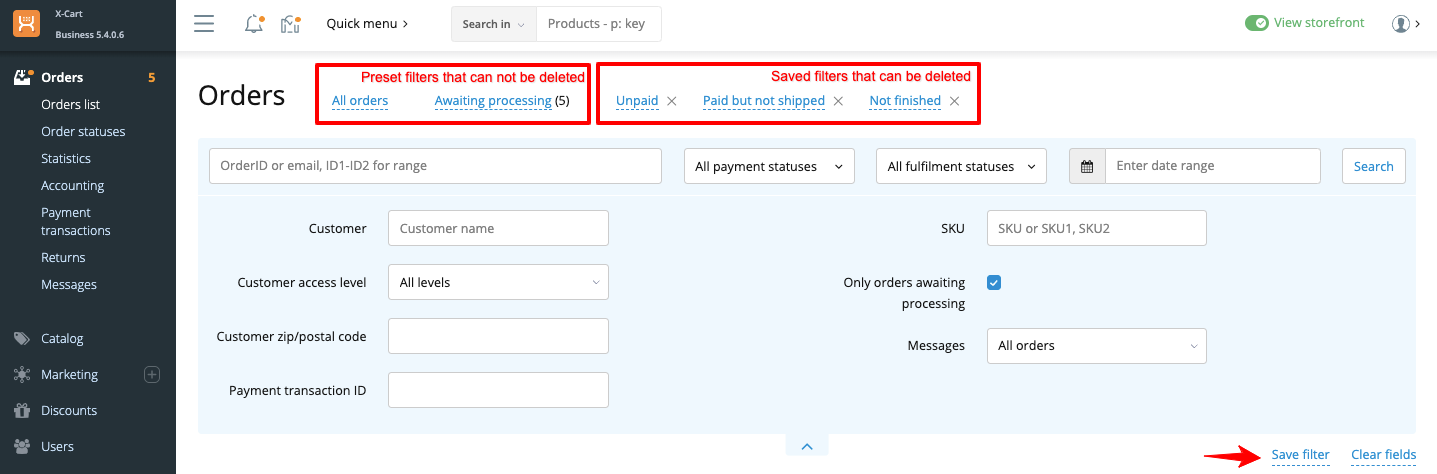 X-Cart
Business 5.4.0.6
Quick menu
Search in
Products - p: key
View storefront
Orders 5
Orders list
Order statuses
Statistics
Accounting
Payment
transactions
Returns
Messages
Catalog
Marketing
Discounts
Users
Orders
Preset filters that can not be deleted
All orders Awaiting processing (5)
Saved filters that can be deleted
Unpaid Paid but not shipped Not finished
OrderID or email, ID1-ID2 for range
All payment statuses
All fulfilment statuses
Enter date range
Search
Customer
Customer name
Customer access level
All levels
Customer zip/postal code
Payment transaction ID
SKU
SKU or SKU1, SKU2
Only orders awaiting
processing
Messages
All orders
Save filter
Clear fields